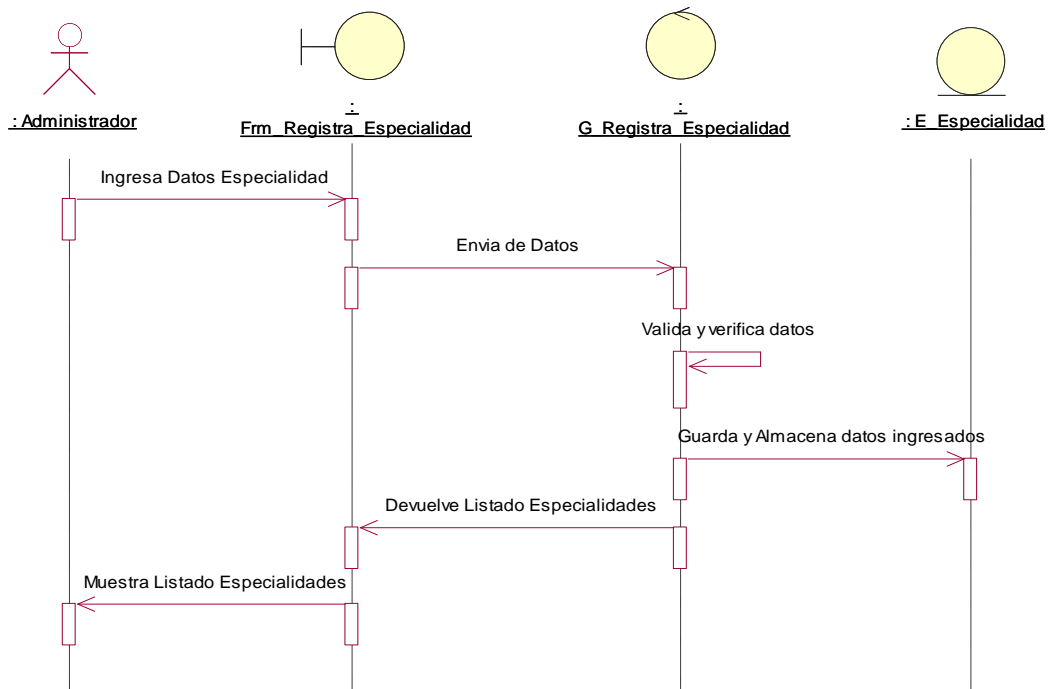 : Administrador
:
Frm_Registra_Especialidad
:
G_Registra_Especialidad
: E_Especialidad
Ingresa Datos Especialidad
Envia de Datos
Valida y verifica datos
Guarda y Almacena datos ingresados
Devuelve Listado Especialidades
Muestra Listado Especialidades